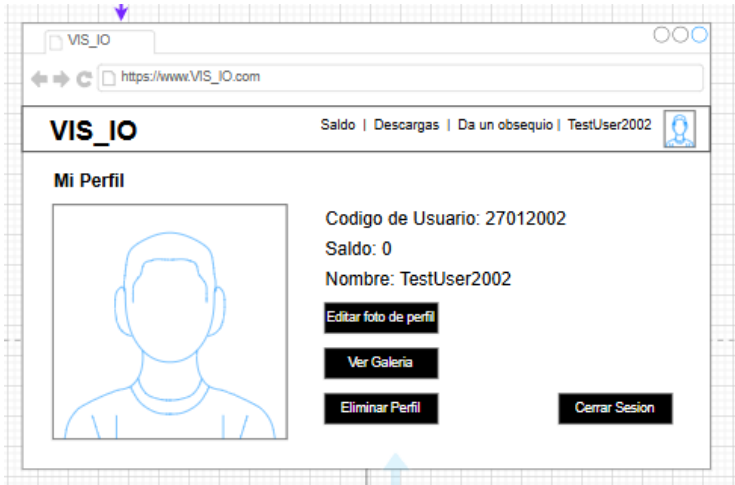 VIS_IO
https://www.VIS_IO.com
VIS_IO
Saldo | Descargas | Da un obsequio | TestUser2002
Mi Perfil
Codigo de Usuario: 27012002
Saldo: 0
Nombre: TestUser2002
Editar foto de perfil
Ver Galeria
Eliminar Perfil
Cerrar Sesion